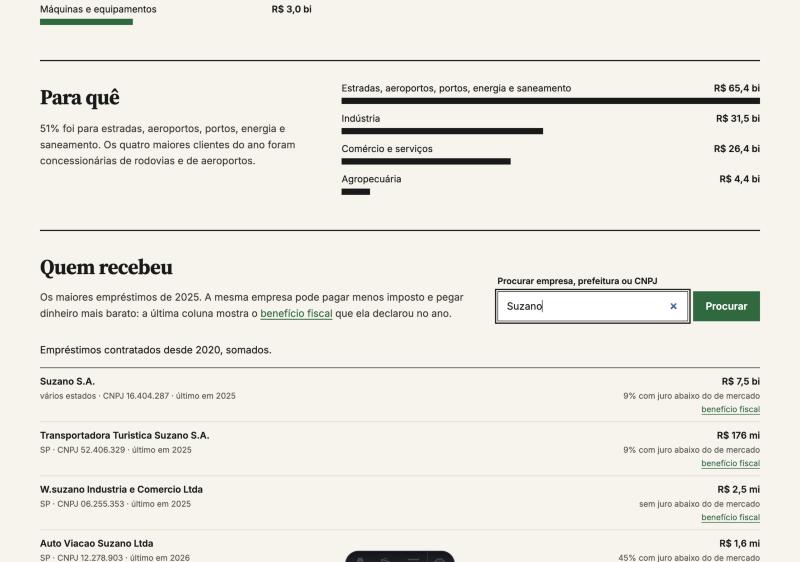 Máquinas e equipamentos R$ 3,0 bi
Para quê
51% foi para estradas, aeroportos, portos, energia e
saneamento. Os quatro maiores clientes do ano foram
concessionárias de rodovias e de aeroportos.
Estradas, aeroportos, portos, energia e saneamento R$ 65,4 bi
Indústria R$ 31,5 bi
Comércio e serviços R$ 26,4 bi
Agropecuária R$ 4,4 bi
Quem recebeu
Os maiores empréstimos de 2025. A mesma empresa pode pagar menos imposto e pegar
dinheiro mais barato: a última coluna mostra o benefício fiscal que ela declarou no ano.
Procurar empresa, prefeitura ou CNPJ
Suzano × Procurar
Empréstimos contratados desde 2020, somados.
Suzano S.A. R$ 7,5 bi
vários estados · CNPJ 16.404.287 · último em 2025 9% com juro abaixo do de mercado
benefício fiscal
Transportadora Turistica Suzano S.A. R$ 176 mi
SP · CNPJ 52.406.329 · último em 2025 9% com juro abaixo do de mercado
benefício fiscal
W.suzano Industria e Comercio Ltda R$ 2,5 mi
SP · CNPJ 06.255.353 · último em 2025 sem juro abaixo do de mercado
benefício fiscal
Auto Viacao Suzano Ltda R$ 1,6 mi
SP · CNPJ 12.278.903 · último em 2026 45% com juro abaixo do de mercado